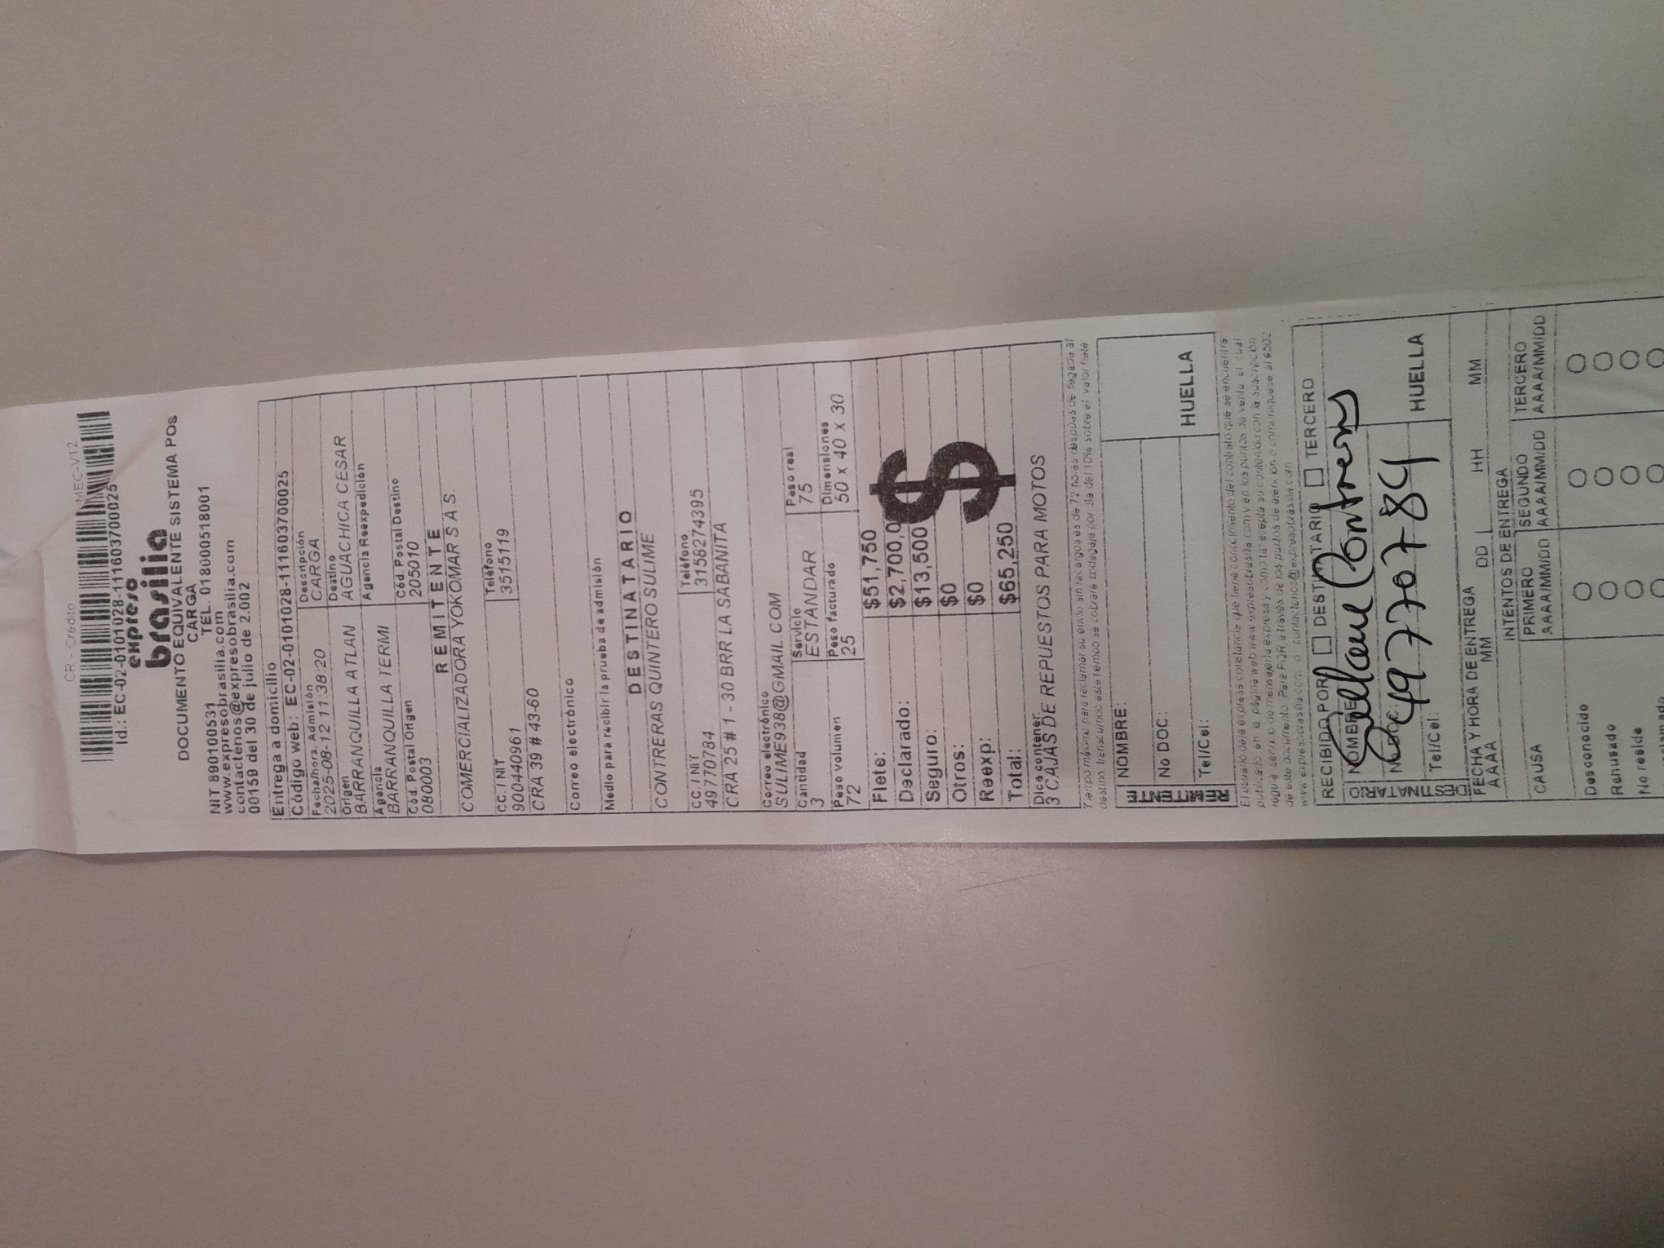 CR - Crédito
MEC-V12
id.: EC-02-0101028-1116037000025
expreso
brasilia
DOCUMENTO EQUIVALENTE SISTEMA POS
CARGA
NIT 890100531 TEL. 018000518001
www.expresobrasilia.com
contactenos@expresobrasilia.com
00159 del 30 de julio de 2.002
Entrega a domicilio
Código web: EC-02-0101028-1116037000025
Fecha/hora. Admisión Descripción
2025-08-12 11:38:20 CARGA
Origen Destino
BARRANQUILLA ATLAN AGUACHICA CESAR
Agencia Agencia Reexpedición
BARRANQUILLA TERMI
Cód. Postal Origen Cód. Postal Destino
080003 205010
REMITENTE
COMERCIALIZADORA YOKOMAR S A S
CC / NIT Teléfono
9004440961 3515119
CRA 39 # 43-60
Correo electrónico
Medio para recibir la prueba de admisión
DESTINATARIO
CONTRERAS QUINTERO SULIME
CC / NIT Teléfono
49770784 3158274395
CRA 25 # 1 - 30 BRR LA SABANITA
Correo electrónico
SULIME938@GMAIL.COM
Cantidad Servicio Peso real
3 ESTANDAR 75
Peso volumen Peso facturado Dimensiones
72 25 50 x 40 x 30
Flete: $51,750
Declarado: $2,700,0
Seguro: $13,500
Otros: $0
Reexp: $0
Total: $65,250
$$
Dice contener:
3 CAJAS DE REPUESTOS PARA MOTOS
REMITENTE
NOMBRE:
No DOC:
Tel/Cel:
HUELLA
DESTINATARIO
RECIBIDO POR: DESTINATARIO TERCERO
NOMBRE
Contreras
49770784
Tel/Cel:
HUELLA
FECHA Y HORA DE ENTREGA
AAAA MM DD HH MM
INTENTOS DE ENTREGA
CAUSA
PRIMERO SEGUNDO TERCERO
AAAA/MM/DD AAAA/MM/DD AAAA/MM/DD
Desconocido
Rehusado
No reside